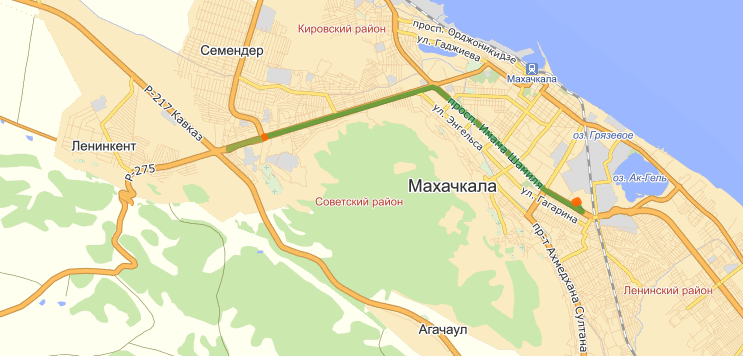 Кировский район
просп. Орджоникидзе
ул. Гаджиева
Семендер
Махачкала
Р-217 Кавказ
просп. Имама Шамиля
ул. Энгельса
оз. Грязевое
Ленинкент
Р-275
оз. Ак-Гель
Махачкала
Советский район
ул. Гагарина
пр-т Ахмедхана Султана
Ленинский район
Агачаул